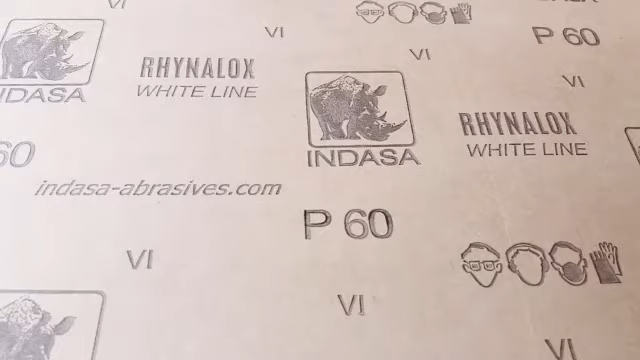 VI
VI
P 60
VI
VI
RHYNALOX
WHITE LINE
INDASA
RHYNALOX
WHITE LINE
INDASA
60
indasa-abrasives.com
P 60
VI
VI
VI